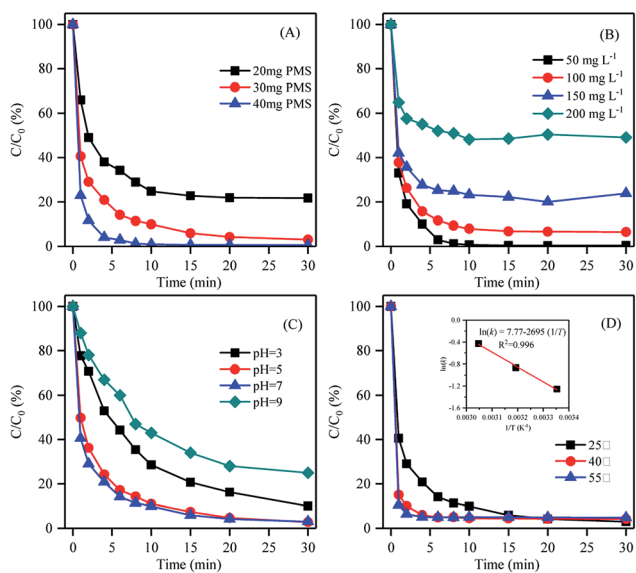 (A)
20mg PMS
30mg PMS
40mg PMS
C/C0 (%)
100
80
60
40
20
0
0 5 10 15 20 25 30
Time (min)
(B)
50 mg L-1
100 mg L-1
150 mg L-1
200 mg L-1
C/C0 (%)
100
80
60
40
20
0
0 5 10 15 20 25 30
Time (min)
(C)
pH=3
pH=5
pH=7
pH=9
C/C0 (%)
100
80
60
40
20
0
0 5 10 15 20 25 30
Time (min)
(D)
ln(k) = 7.77-2695 (1/T)
R2=0.996
ln(k)
0.0
-0.4
-0.8
-1.2
-1.6
0.0030 0.0031 0.0032 0.0033 0.0034
1/T (K-1)
25□
40□
55□
C/C0 (%)
100
80
60
40
20
0
0 5 10 15 20 25 30
Time (min)